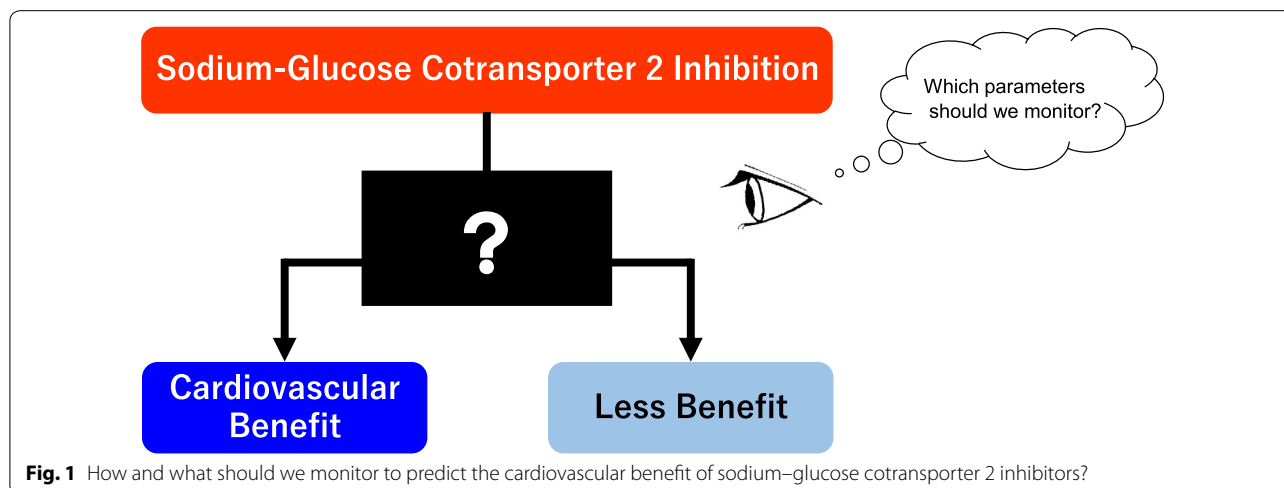 Sodium-Glucose Cotransporter 2 Inhibition
Which parameters
should we monitor?
?
Cardiovascular
Benefit
Less Benefit
Fig. 1 How and what should we monitor to predict the cardiovascular benefit of sodium–glucose cotransporter 2 inhibitors?